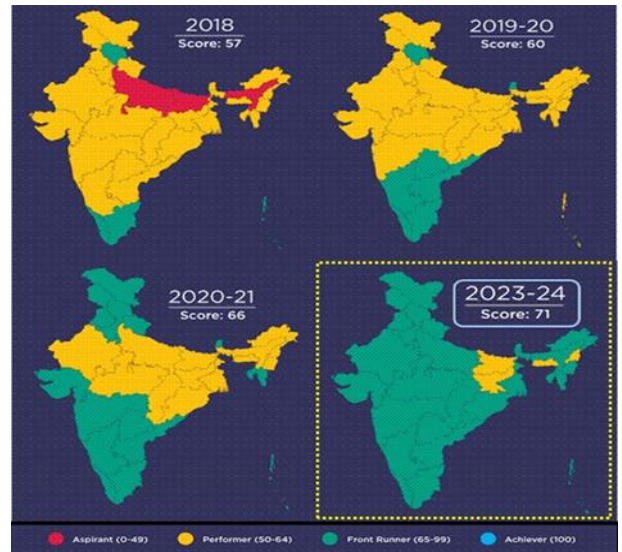 2018
Score: 57
2019-20
Score: 60
2020-21
Score: 66
2023-24
Score: 71
Aspirant (0-49)
Performer (50-64)
Front Runner (65-99)
Achiever (100)